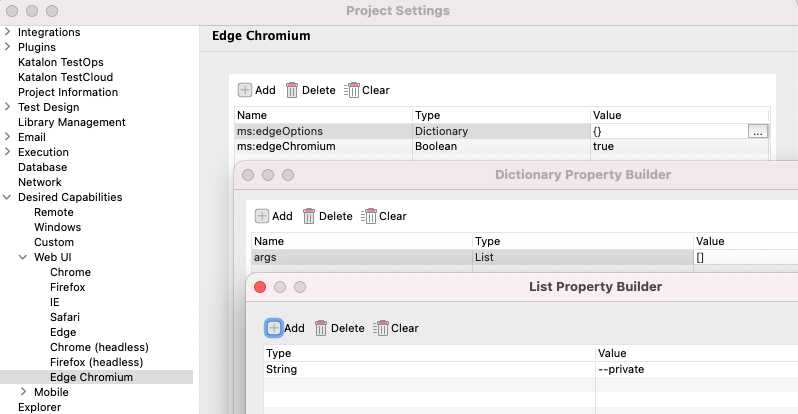 Project Settings
Integrations
Plugins
Katalon TestOps
Katalon TestCloud
Project Information
Test Design
Library Management
Email
Execution
Database
Network
Desired Capabilities
Remote
Windows
Custom
Web UI
Chrome
Firefox
IE
Safari
Edge
Chrome (headless)
Firefox (headless)
Edge Chromium
Mobile
Explorer
Edge Chromium
Add Delete Clear
Name Type Value
ms:edgeOptions Dictionary {} ...
ms:edgeChromium Boolean true
Dictionary Property Builder
Add Delete Clear
Name Type Value
args List []
List Property Builder
Add Delete Clear
Type Value
String --private